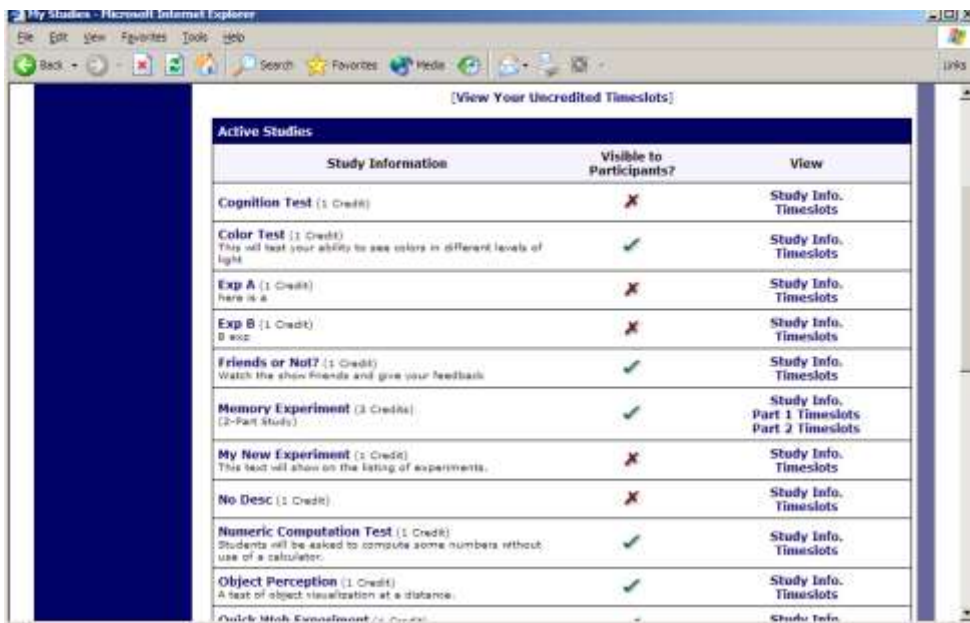 My Studies - Microsoft Internet Explorer
File Edit View Favorites Tools Help
Back Search Favorites Media Links
[View Your Uncredited Timeslots]
Active Studies
Study Information Visible to Participants? View
Cognition Test (1 Credit) Study Info.
Timeslots
Color Test (1 Credit) Study Info.
This will test your ability to see colors in different levels of Timeslots
light
Exp A (1 Credit) Study Info.
here is a Timeslots
Exp B (1 Credit) Study Info.
B exp Timeslots
Friends or Not? (1 Credit) Study Info.
Watch the show Friends and give your feedback Timeslots
Study Info.
Memory Experiment (3 Credits) Part 1 Timeslots
(2-Part Study) Part 2 Timeslots
My New Experiment (1 Credit) Study Info.
This text will show on the listing of experiments. Timeslots
No Desc (1 Credit) Study Info.
Timeslots
Numeric Computation Test (1 Credit) Study Info.
Students will be asked to compute some numbers without Timeslots
use of a calculator.
Object Perception (1 Credit) Study Info.
A test of object visualization at a distance. Timeslots
Quick Web Experiment Study Info.